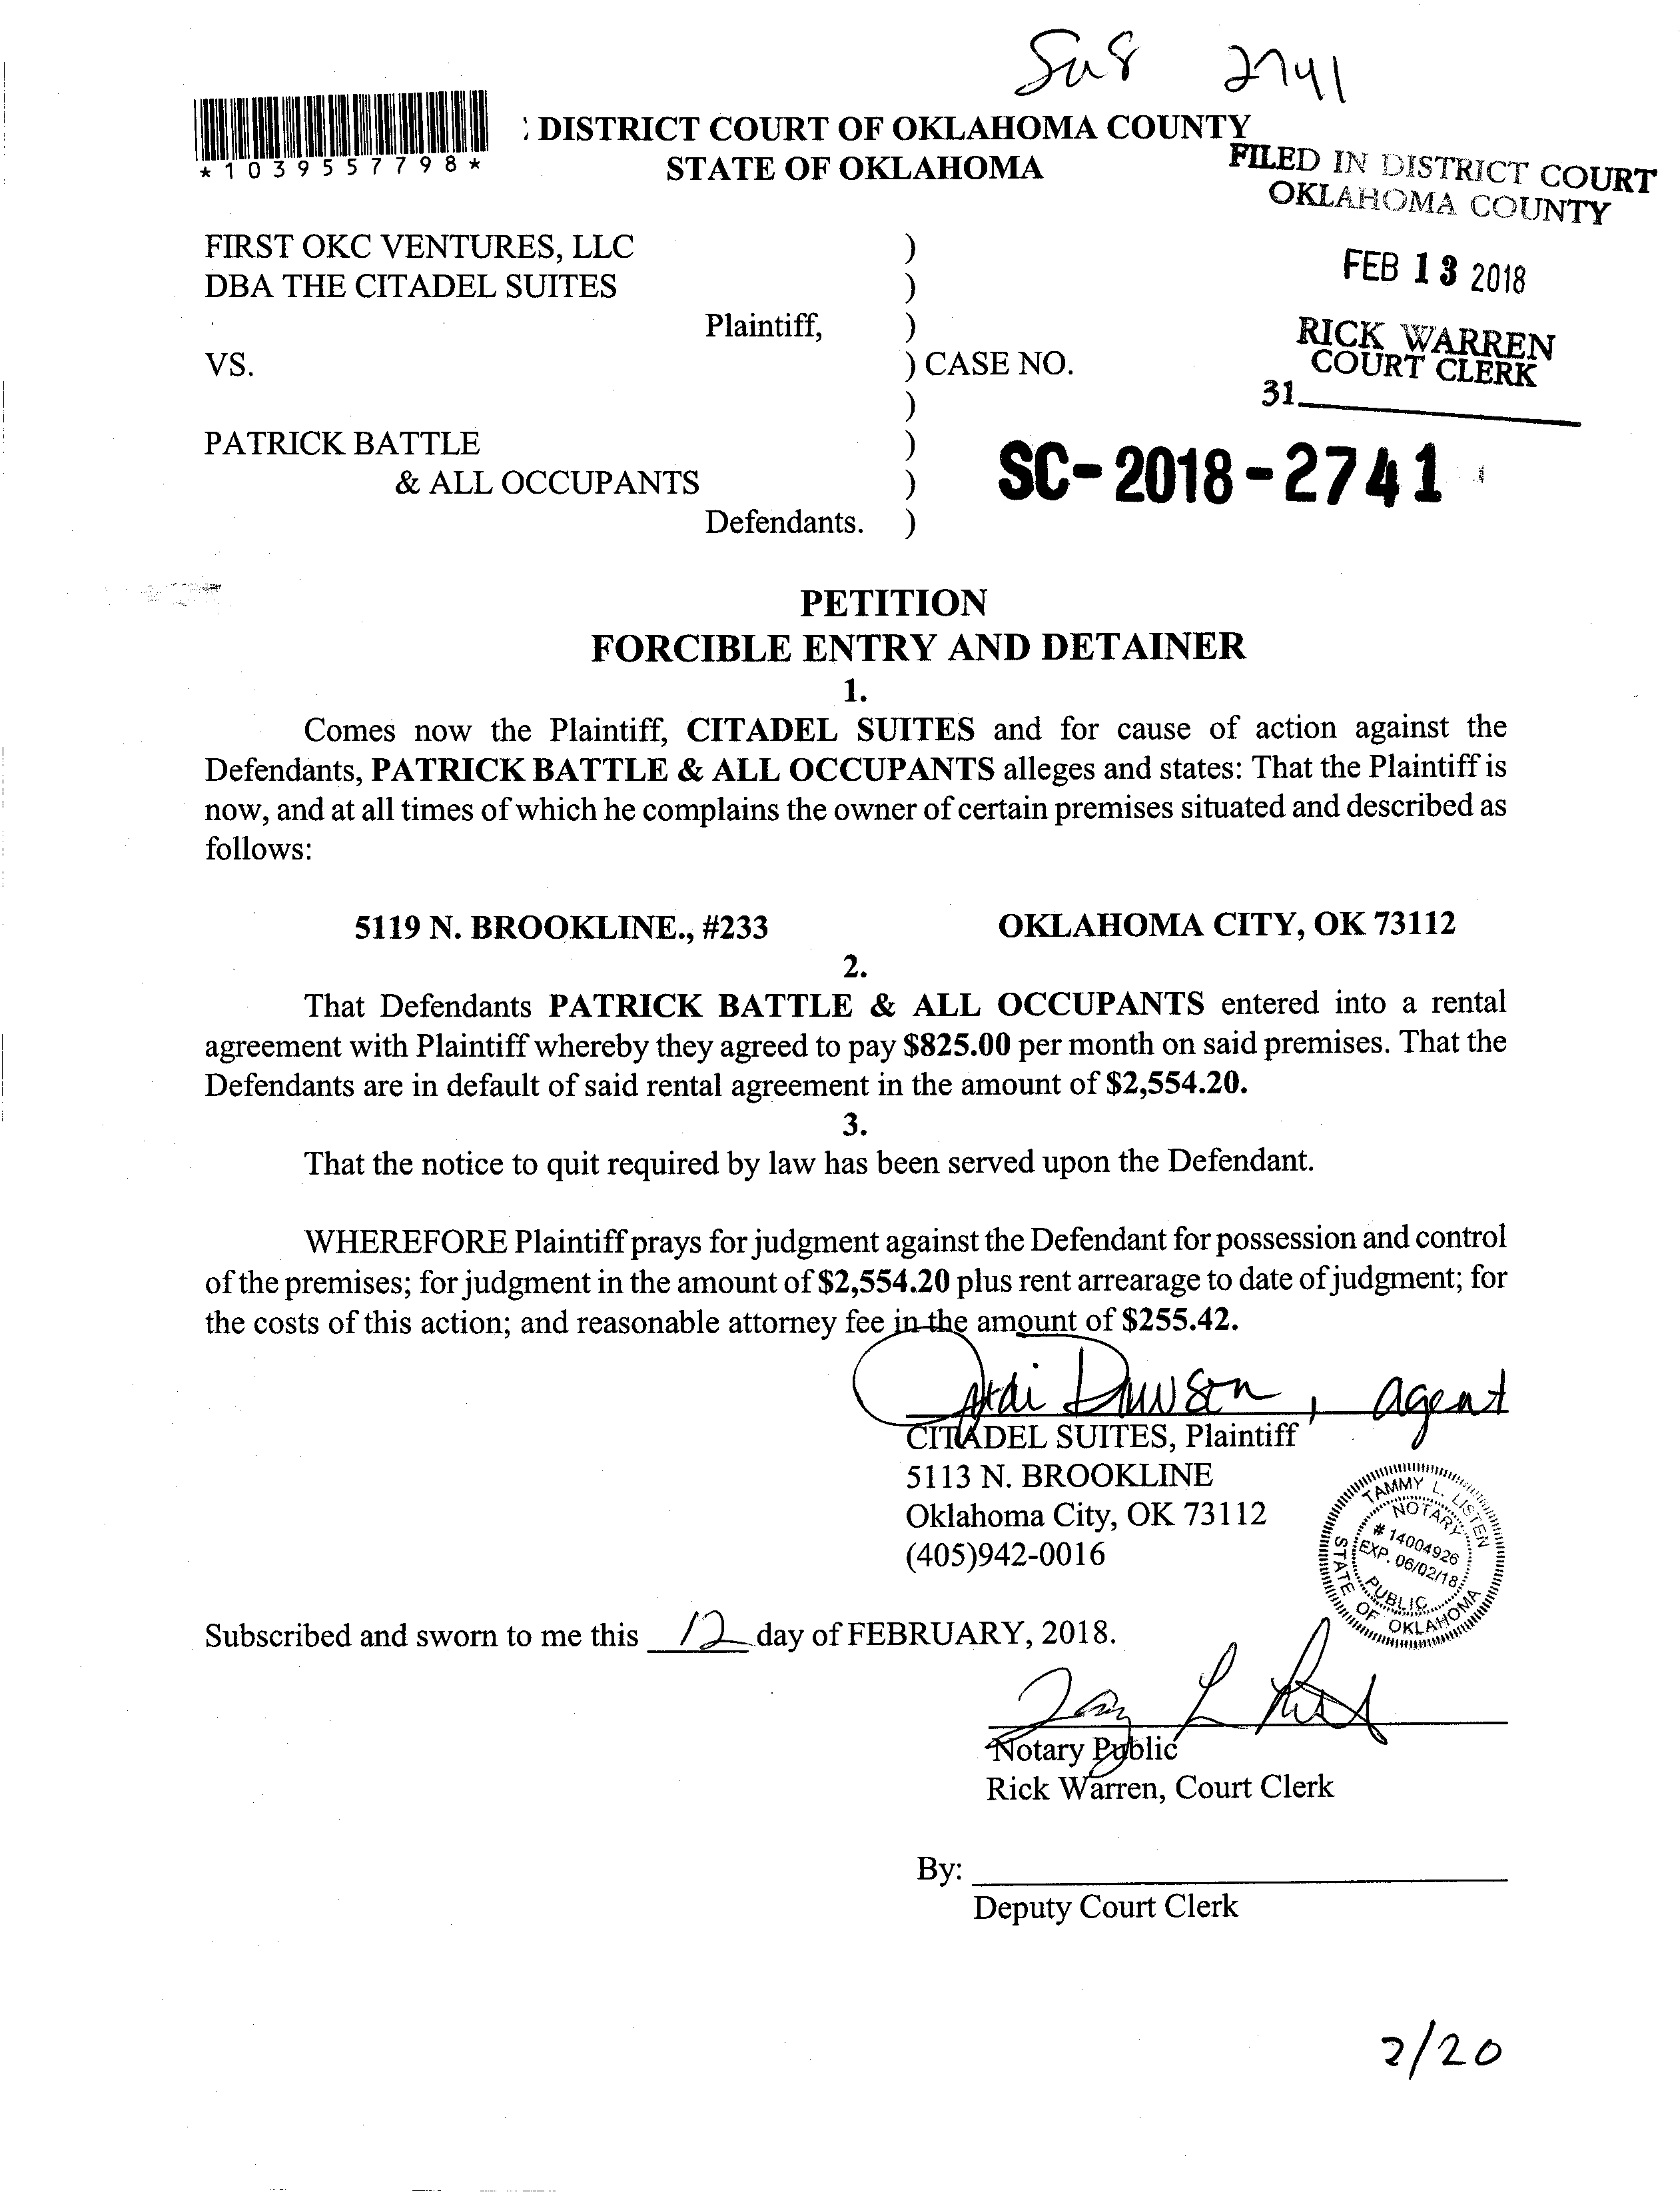 2741
*1039557798*
: DISTRICT COURT OF OKLAHOMA COUNTY
STATE OF OKLAHOMA
FILED IN DISTRICT COURT
OKLAHOMA COUNTY
FEB 13 2018
RICK WARREN
COURT CLERK
31
FIRST OKC VENTURES, LLC )
DBA THE CITADEL SUITES )
Plaintiff, )
VS. ) CASE NO.
)
PATRICK BATTLE )
& ALL OCCUPANTS )
Defendants. )
SC-2018-2741
PETITION
FORCIBLE ENTRY AND DETAINER
1.
Comes now the Plaintiff, CITADEL SUITES and for cause of action against the
Defendants, PATRICK BATTLE & ALL OCCUPANTS alleges and states: That the Plaintiff is
now, and at all times of which he complains the owner of certain premises situated and described as
follows:
5119 N. BROOKLINE., #233 OKLAHOMA CITY, OK 73112
2.
That Defendants PATRICK BATTLE & ALL OCCUPANTS entered into a rental
agreement with Plaintiff whereby they agreed to pay $825.00 per month on said premises. That the
Defendants are in default of said rental agreement in the amount of $2,554.20.
3.
That the notice to quit required by law has been served upon the Defendant.
WHEREFORE Plaintiff prays for judgment against the Defendant for possession and control
of the premises; for judgment in the amount of $2,554.20 plus rent arrearage to date of judgment; for
the costs of this action; and reasonable attorney fee in the amount of $255.42.
Dawson, agent
CITADEL SUITES, Plaintiff
5113 N. BROOKLINE
Oklahoma City, OK 73112
(405)942-0016
TAMMY L. LISTEN
NOTARY
# 14004926
EXP. 06/02/18
PUBLIC
STATE OF OKLAHOMA
Subscribed and sworn to me this 12 day of FEBRUARY, 2018.
Notary Public
Rick Warren, Court Clerk
By:
Deputy Court Clerk
2/20